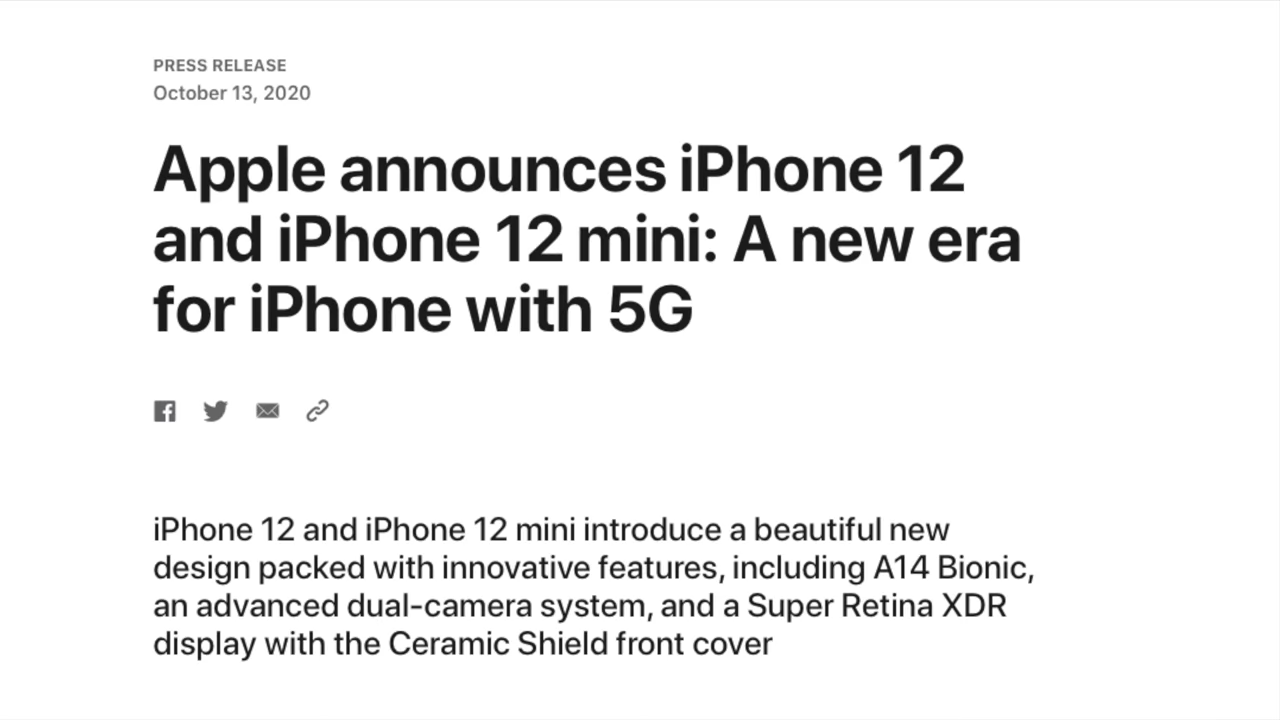 PRESS RELEASE
October 13, 2020
Apple announces iPhone 12
and iPhone 12 mini: A new era
for iPhone with 5G
iPhone 12 and iPhone 12 mini introduce a beautiful new
design packed with innovative features, including A14 Bionic,
an advanced dual-camera system, and a Super Retina XDR
display with the Ceramic Shield front cover